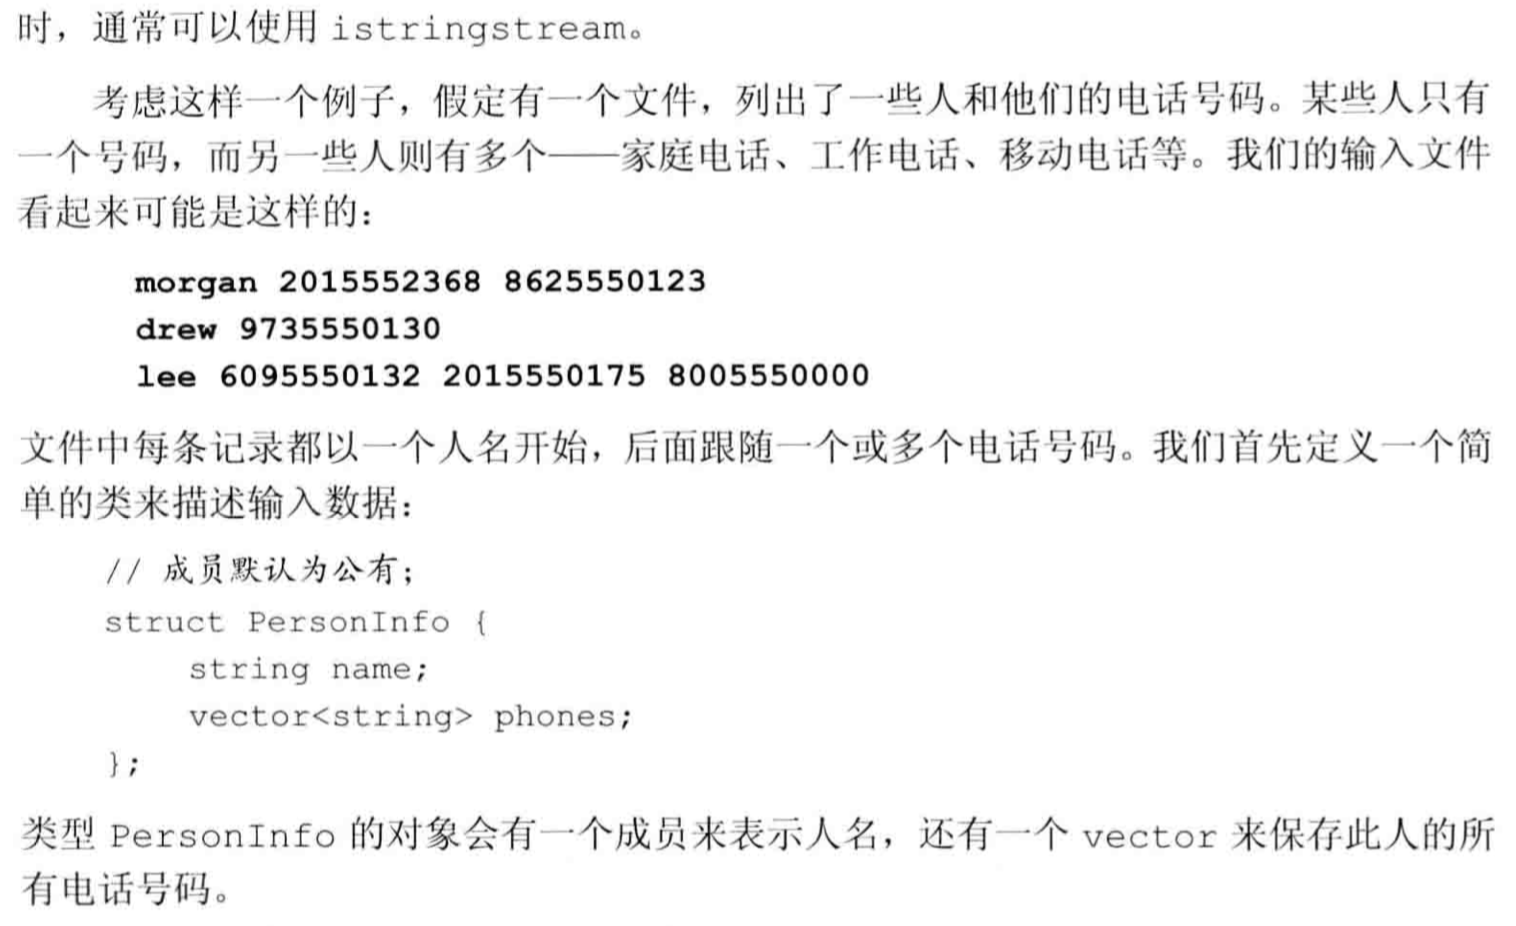 时，通常可以使用 istringstream。
考虑这样一个例子，假定有一个文件，列出了一些人和他们的电话号码。某些人只有
一个号码，而另一些人则有多个——家庭电话、工作电话、移动电话等。我们的输入文件
看起来可能是这样的：
morgan 2015552368 8625550123
drew 9735550130
lee 6095550132 2015550175 8005550000
文件中每条记录都以一个人名开始，后面跟随一个或多个电话号码。我们首先定义一个简
单的类来描述输入数据：
// 成员默认为公有；
struct PersonInfo {
string name;
vector<string> phones;
};
类型 PersonInfo 的对象会有一个成员来表示人名，还有一个 vector 来保存此人的所
有电话号码。